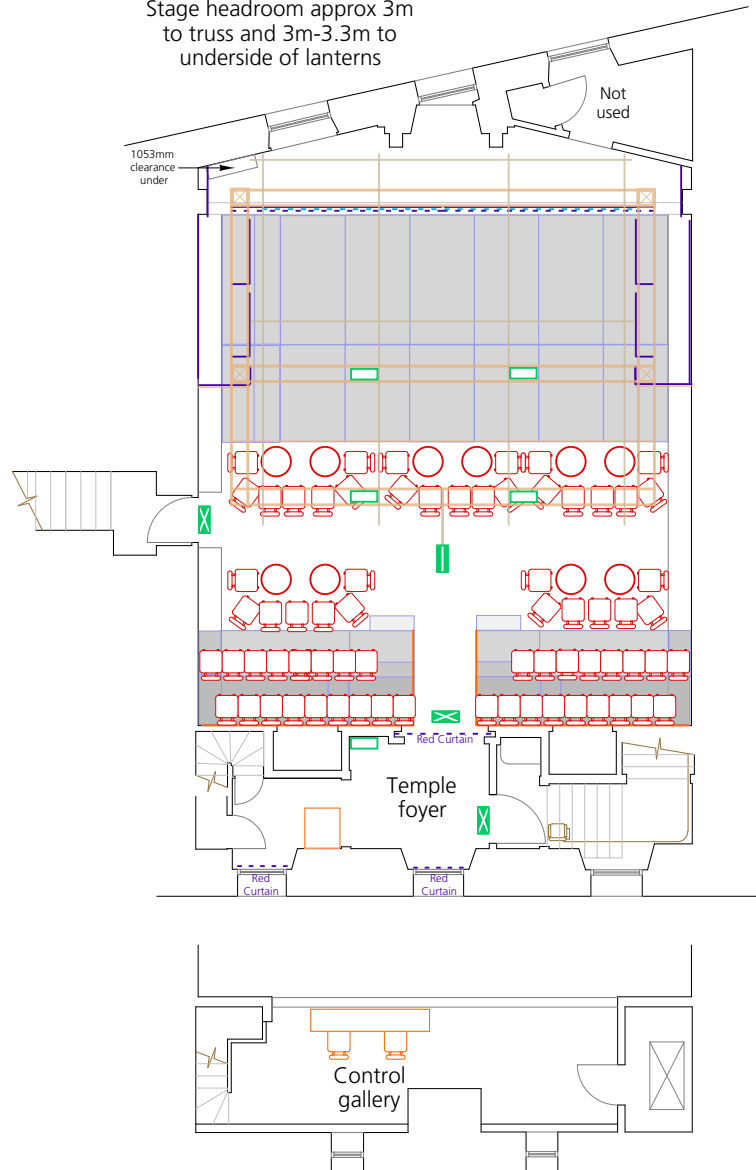 Stage headroom approx 3m
to truss and 3m-3.3m to
underside of lanterns
Not
used
1053mm
clearance
under
Red Curtain
Temple
foyer
Red
Curtain
Red
Curtain
Control
gallery